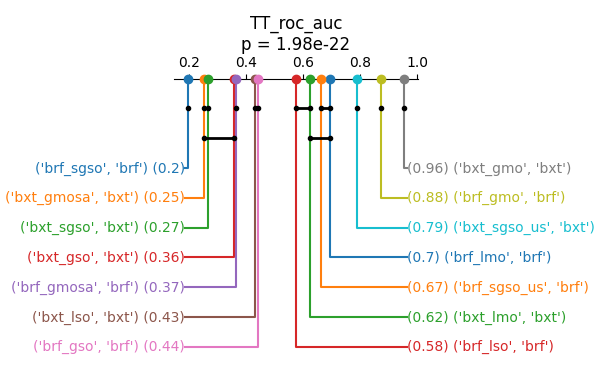 TT_roc_auc
p = 1.98e-22
0.2 0.4 0.6 0.8 1.0
('brf_sgso', 'brf') (0.2) (0.96) ('bxt_gmo', 'bxt')
('bxt_gmosa', 'bxt') (0.25) (0.88) ('brf_gmo', 'brf')
('bxt_sgso', 'bxt') (0.27) (0.79) ('bxt_sgso_us', 'bxt')
('bxt_gso', 'bxt') (0.36) (0.7) ('brf_lmo', 'brf')
('brf_gmosa', 'brf') (0.37) (0.67) ('brf_sgso_us', 'brf')
('bxt_lso', 'bxt') (0.43) (0.62) ('bxt_lmo', 'bxt')
('brf_gso', 'brf') (0.44) (0.58) ('brf_lso', 'brf')